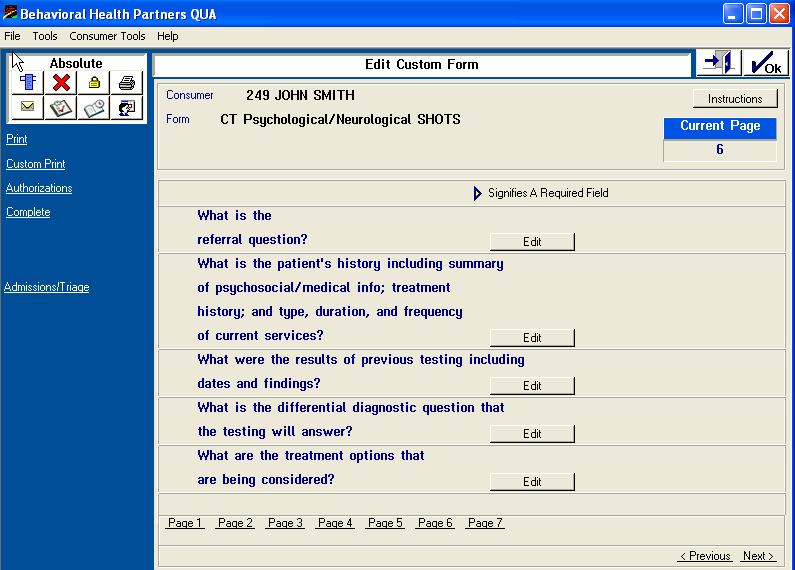 Behavioral Health Partners QUA
File Tools Consumer Tools Help
Absolute
Edit Custom Form
Ok
Consumer 249 JOHN SMITH
Instructions
Form CT Psychological/Neurological SHOTS
Current Page
6
Print
Custom Print
Authorizations
Complete
Admissions/Triage
Signifies A Required Field
What is the
referral question?
Edit
What is the patient's history including summary
of psychosocial/medical info; treatment
history; and type, duration, and frequency
of current services?
Edit
What were the results of previous testing including
dates and findings?
Edit
What is the differential diagnostic question that
the testing will answer?
Edit
What are the treatment options that
are being considered?
Edit
Page 1 Page 2 Page 3 Page 4 Page 5 Page 6 Page 7
< Previous Next >